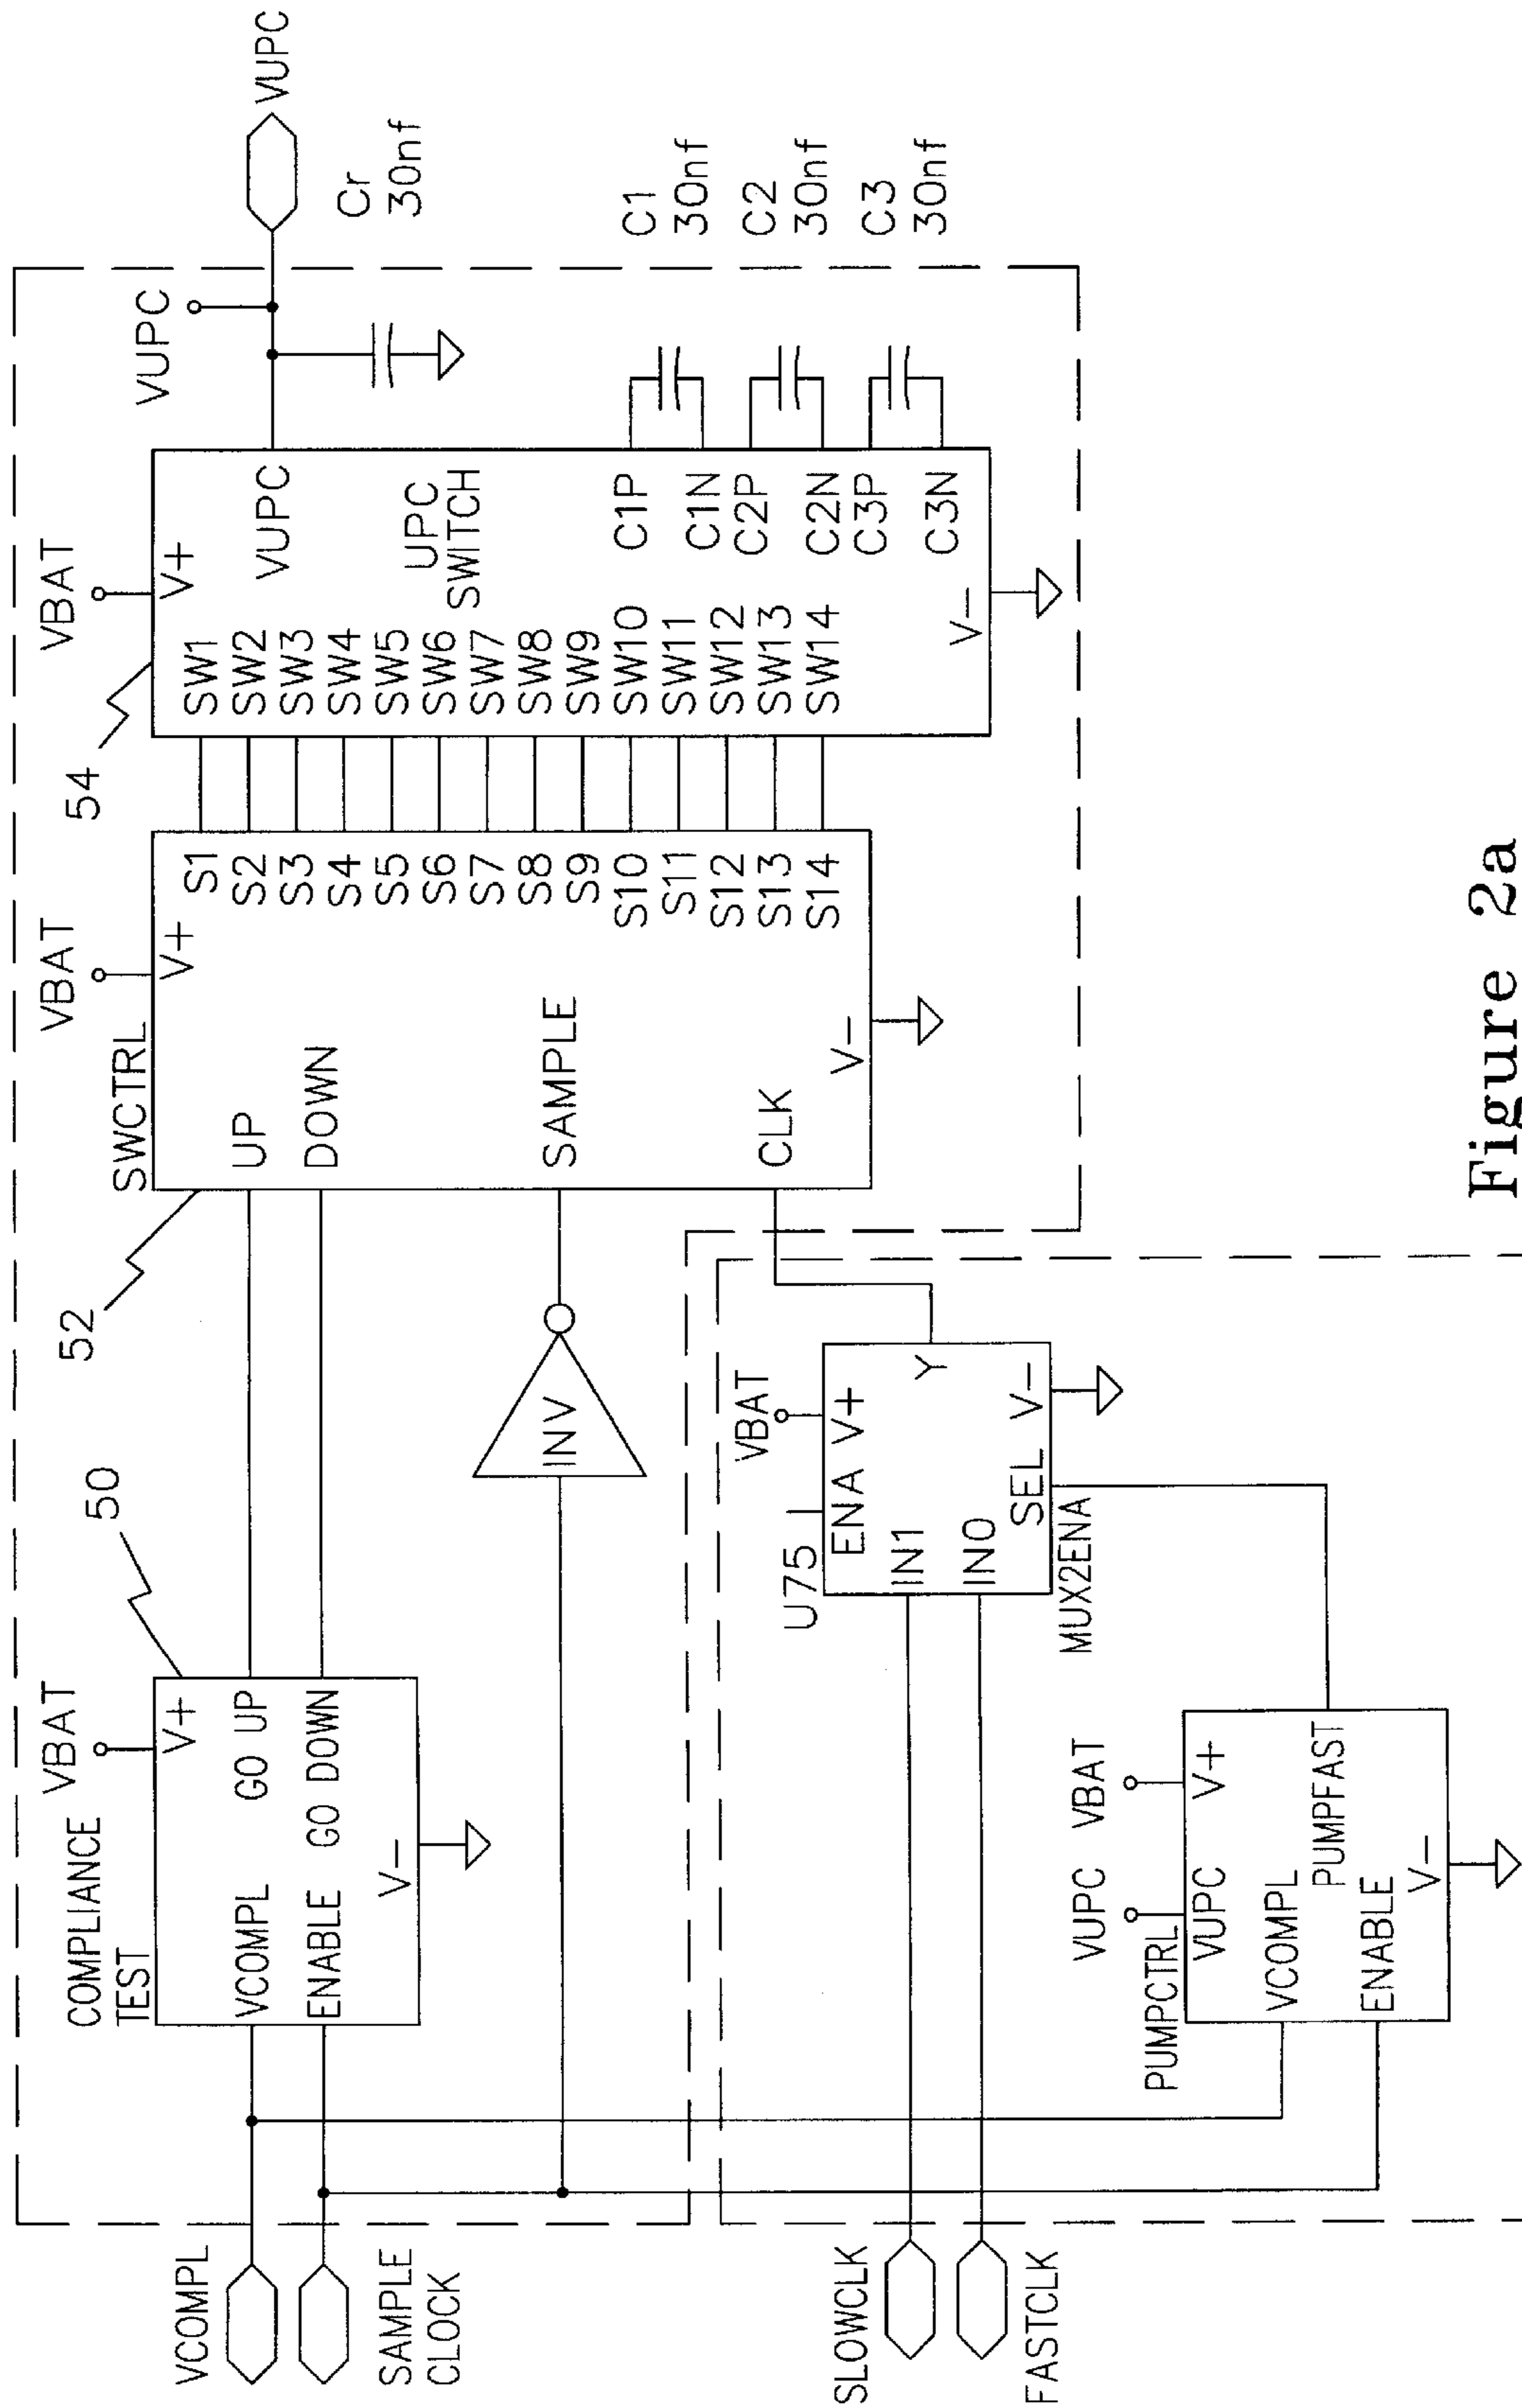 VCOMPL
SAMPLE
CLOCK
COMPLIANCE
TEST
VBAT
50
V+
VCOMPL
GO UP
ENABLE
GO DOWN
V-
INV
52
SWCTRL
VBAT
V+
UP
DOWN
SAMPLE
CLK
V-
S1
S2
S3
S4
S5
S6
S7
S8
S9
S10
S11
S12
S13
S14
54
VBAT
V+
SW1
SW2
SW3
SW4
SW5
SW6
SW7
SW8
SW9
SW10
SW11
SW12
SW13
SW14
VUPC
UPC
SWITCH
C1P
C1N
C2P
C2N
C3P
C3N
V-
VUPC
VUPC
Cr
30nf
C1
30nf
C2
30nf
C3
30nf
SLOWCLK
FASTCLK
U75
VBAT
ENA V+
IN1
Y
IN0
SEL V-
MUX2ENA
PUMPCTRL
VUPC
VBAT
VUPC
V+
VCOMPL
PUMPFAST
ENABLE
V-
Figure 2a